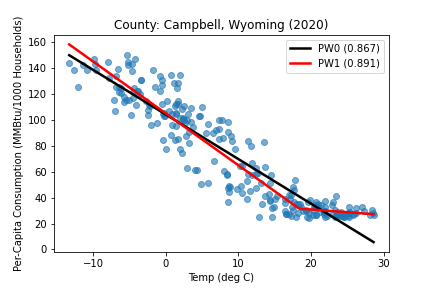 County: Campbell, Wyoming (2020)
Per-Capita Consumption (MMBtu/1000 Households)
160
140
120
100
80
60
40
20
0
PW0 (0.867)
PW1 (0.891)
−10
0
10
20
30
Temp (deg C)